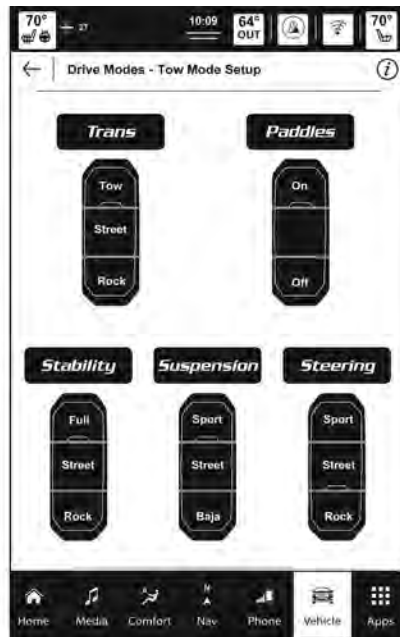 70° 27 10:09 64° OUT 70°
Drive Modes - Tow Mode Setup
Trans Paddles
Tow On
Street
Rock Off
Stability Suspension Steering
Full Sport Sport
Street Street Street
Rock Baja Rock
Home Media Comfort Nav Phone Vehicle Apps